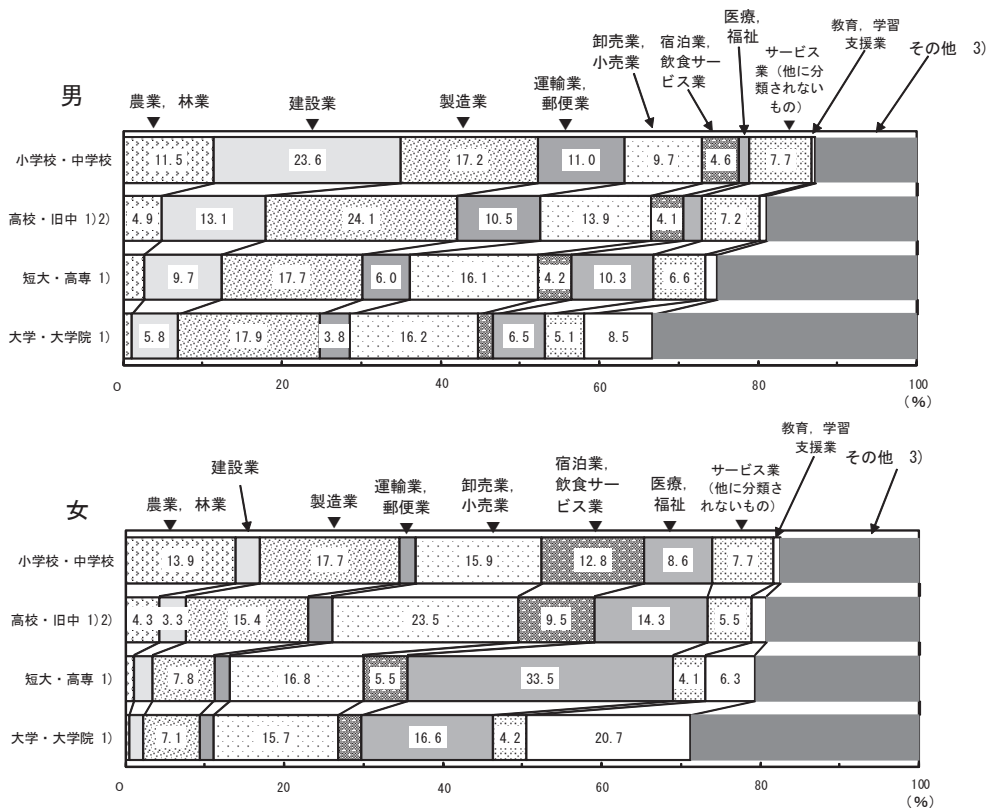 男
農業，林業
建設業
製造業
運輸業，
郵便業
卸売業，
小売業
宿泊業，
飲食サー
ビス業
医療，
福祉
サービス
業（他に分
類されない
もの）
教育，学習
支援業
その他 3)
小学校・中学校 11.5 23.6 17.2 11.0 9.7 4.6 7.7
高校・旧中 1)2) 4.9 13.1 24.1 10.5 13.9 4.1 7.2
短大・高専 1) 9.7 17.7 6.0 16.1 4.2 10.3 6.6
大学・大学院 1) 5.8 17.9 3.8 16.2 6.5 5.1 8.5
0 20 40 60 80 100
(%)
女
農業，林業
建設業
製造業
運輸業，
郵便業
卸売業，
小売業
宿泊業，
飲食サー
ビス業
医療，
福祉
サービス業
（他に分類さ
れないもの）
教育，学習
支援業
その他 3)
小学校・中学校 13.9 17.7 15.9 12.8 8.6 7.7
高校・旧中 1)2) 4.3 3.3 15.4 23.5 9.5 14.3 5.5
短大・高専 1) 7.8 16.8 5.5 33.5 4.1 6.3
大学・大学院 1) 7.1 15.7 16.6 4.2 20.7
0 20 40 60 80 100
(%)